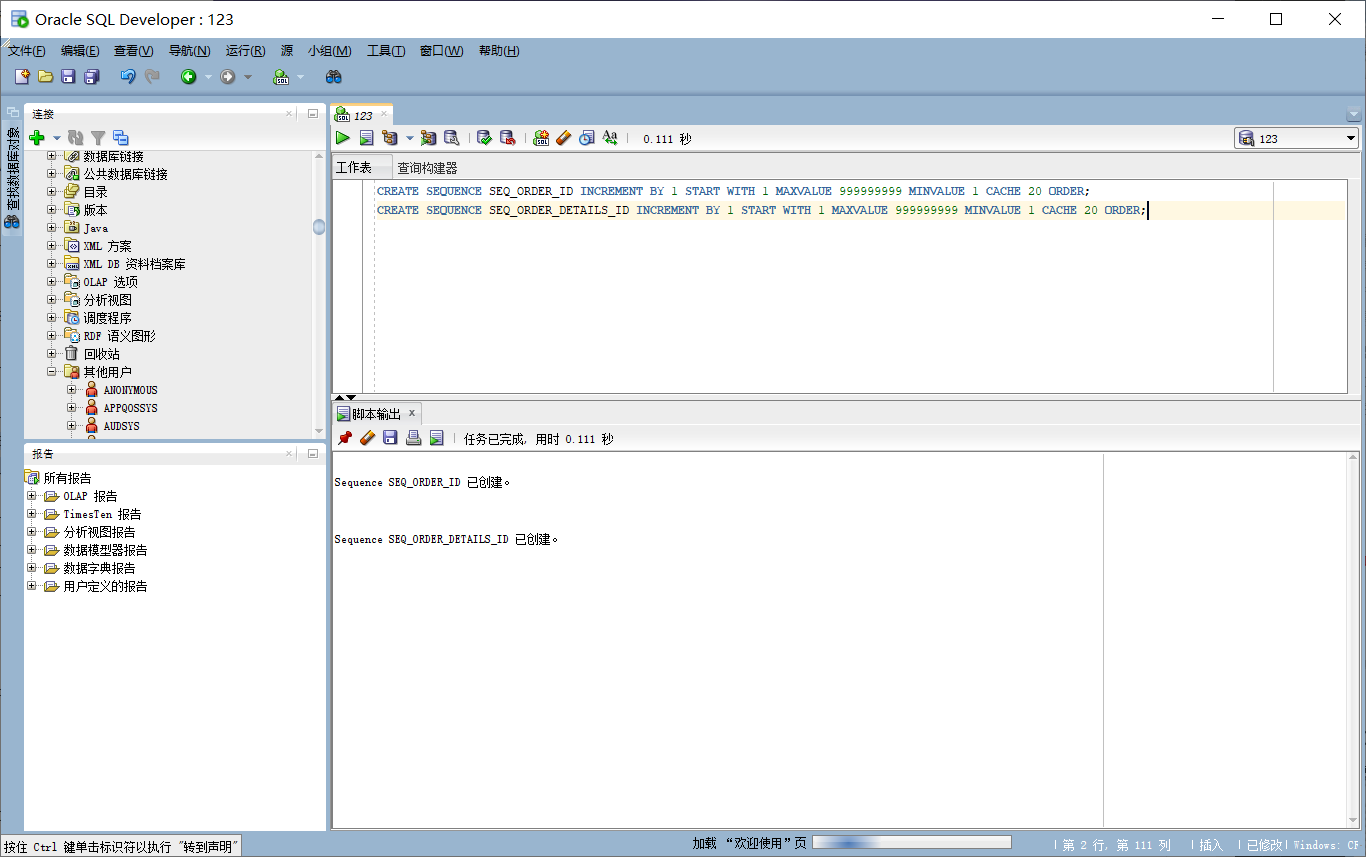 Oracle SQL Developer : 123
文件(F) 编辑(E) 查看(V) 导航(N) 运行(R) 源 小组(M) 工具(T) 窗口(W) 帮助(H)
查找数据库对象
连接
数据库链接
公共数据库链接
目录
版本
Java
XML 方案
XML DB 资料档案库
OLAP 选项
分析视图
调度程序
RDF 语义图形
回收站
其他用户
ANONYMOUS
APPQOSSYS
AUDSYS
报告
所有报告
OLAP 报告
TimesTen 报告
分析视图报告
数据模型器报告
数据字典报告
用户定义的报告
123
0.111 秒
123
工作表 查询构建器
CREATE SEQUENCE SEQ_ORDER_ID INCREMENT BY 1 START WITH 1 MAXVALUE 999999999 MINVALUE 1 CACHE 20 ORDER;
CREATE SEQUENCE SEQ_ORDER_DETAILS_ID INCREMENT BY 1 START WITH 1 MAXVALUE 999999999 MINVALUE 1 CACHE 20 ORDER;
脚本输出
任务已完成, 用时 0.111 秒
Sequence SEQ_ORDER_ID 已创建。
Sequence SEQ_ORDER_DETAILS_ID 已创建。
按住 Ctrl 键单击标识符以执行 "转到声明"
加载 “欢迎使用” 页
第 2 行, 第 111 列 | 插入 | 已修改 | Windows: CR